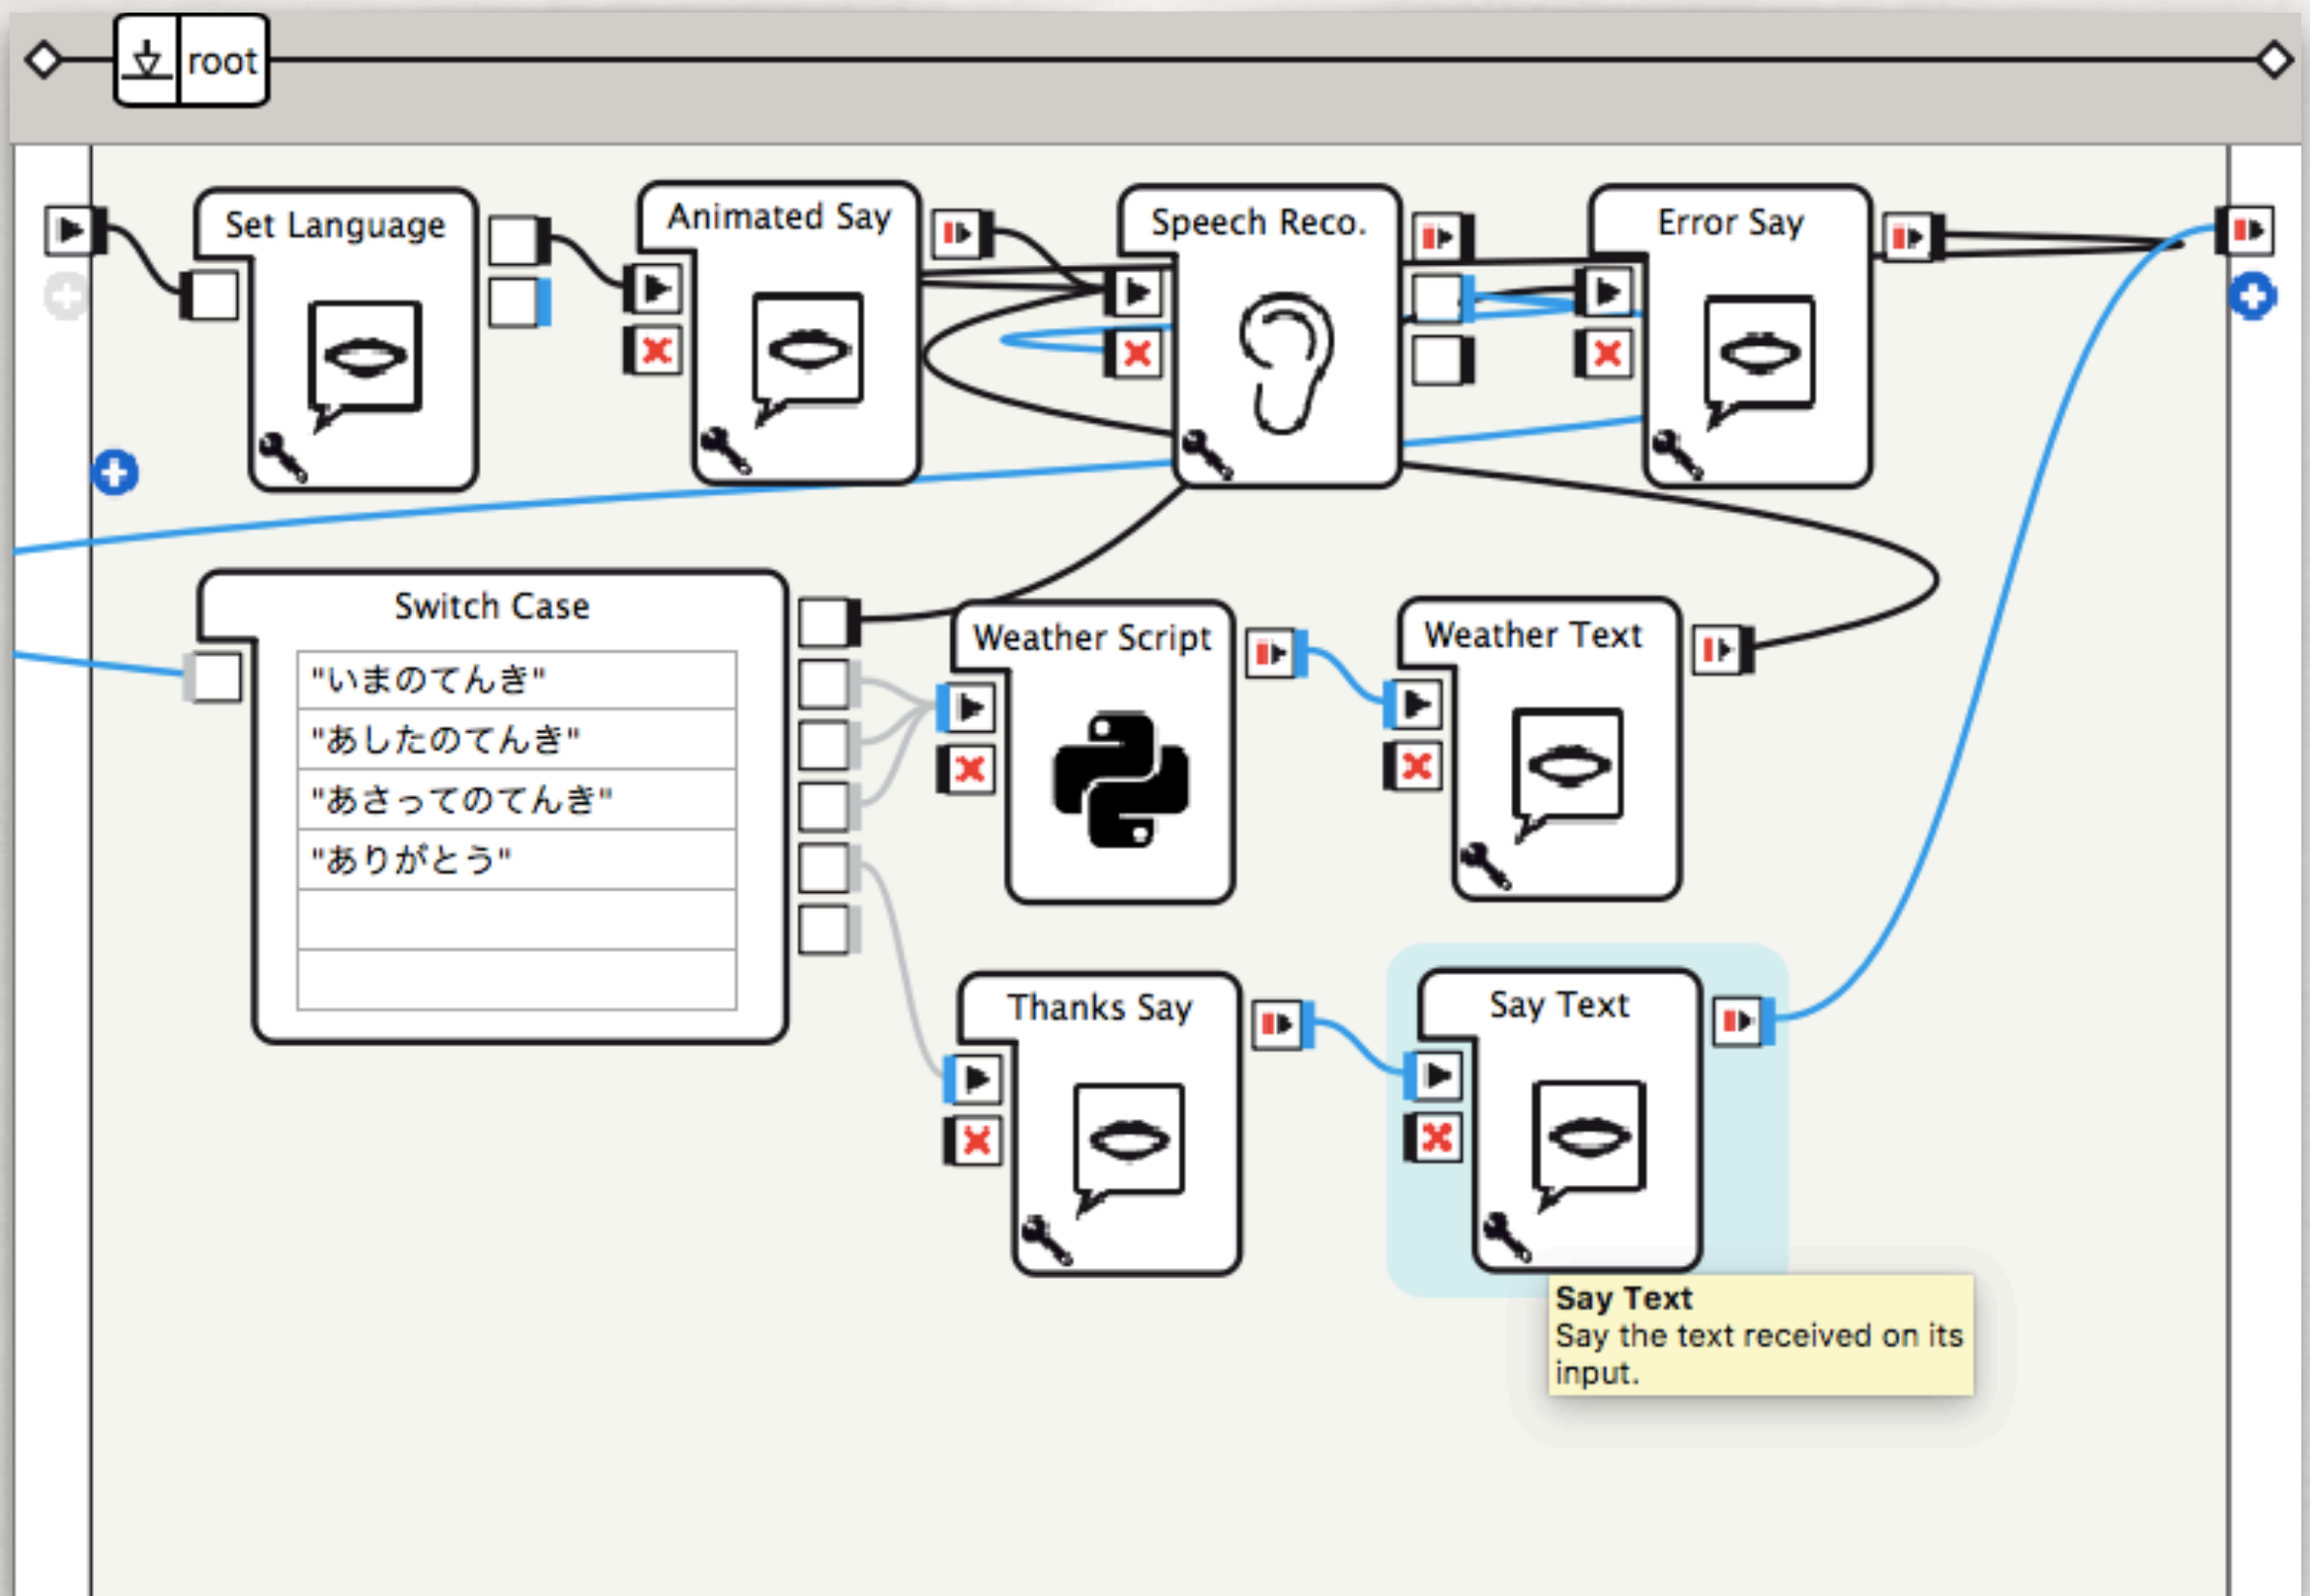 root
Set Language
Animated Say
Speech Reco.
Error Say
Switch Case
"いまのてんき"
"あしたのてんき"
"あさってのてんき"
"ありがとう"
Weather Script
Weather Text
Thanks Say
Say Text
Say Text
Say the text received on its
input.